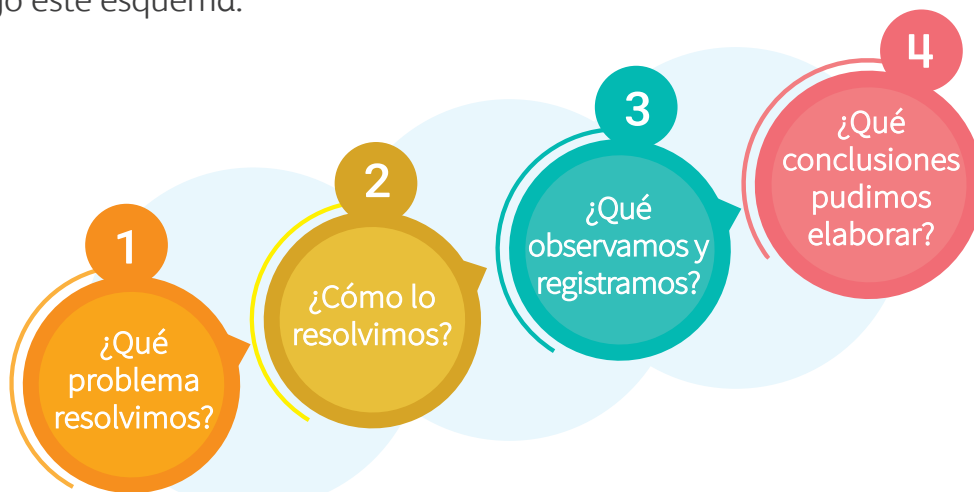 este esquema.
1
¿Qué
problema
resolvimos?
2
¿Cómo lo
resolvimos?
3
¿Qué
observamos y
registramos?
4
¿Qué
conclusiones
pudimos
elaborar?